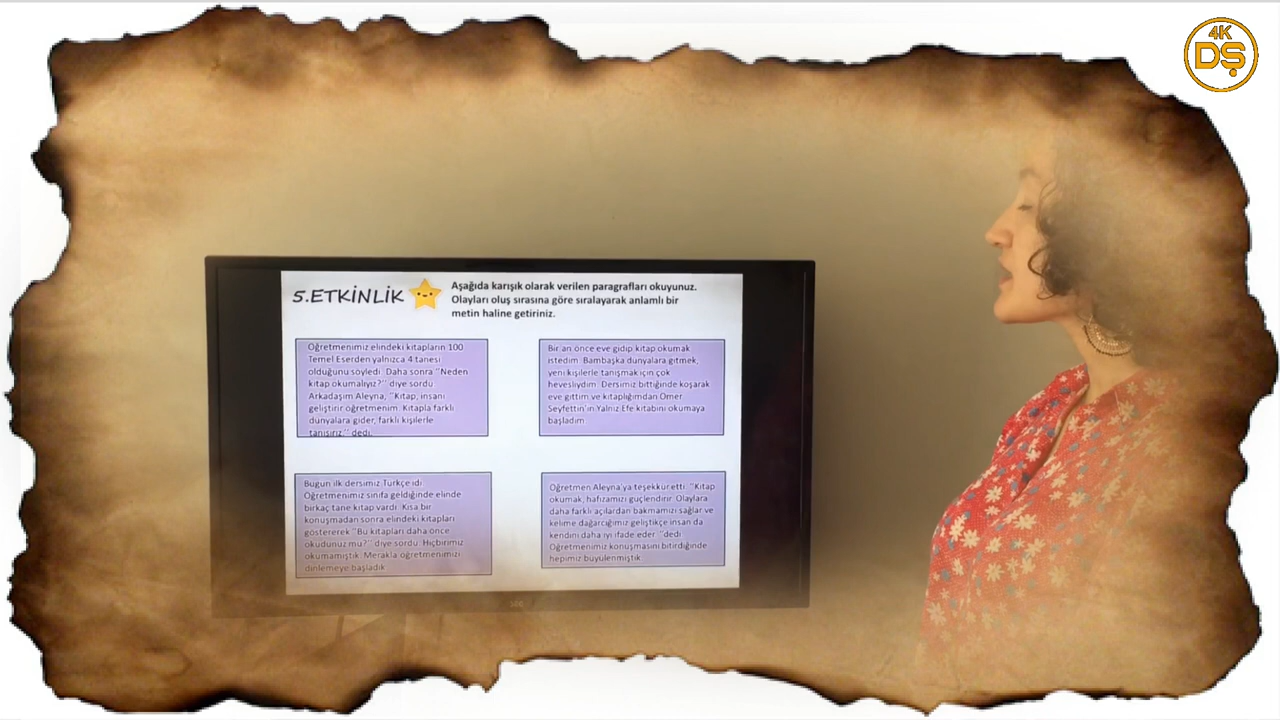 4K
DŞ
5.ETKİNLİK
Aşağıda karışık olarak verilen paragrafları okuyunuz.
Olayları oluş sırasına göre sıralayarak anlamlı bir
metin haline getiriniz.
Öğretmenimiz elindeki kitapların 100
Temel Eserden yalnızca 4 tanesi
olduğunu söyledi. Daha sonra ''Neden
kitap okumalıyız?'' diye sordu.
Arkadaşım Aleyna, ''Kitap, insanı
geliştirir öğretmenim. Kitapla farklı
dünyalara gider, farklı kişilerle
tanışırız.'' dedi.
Bir an önce eve gidip kitap okumak
istedim. Bambaşka dünyalara gitmek,
yeni kişilerle tanışmak için çok
hevesliydim. Dersimiz bittiğinde koşarak
eve gittim ve kitaplığımdan Ömer
Seyfettin'in Yalnız Efe kitabını okumaya
başladım.
Bugün ilk dersimiz Türkçe idi.
Öğretmenimiz sınıfa geldiğinde elinde
birkaç tane kitap vardı. Kısa bir
konuşmadan sonra elindeki kitapları
göstererek ''Bu kitapları daha önce
okudunuz mu?'' diye sordu. Hiçbirimiz
okumamıştık. Merakla öğretmenimizi
dinlemeye başladık.
Öğretmen Aleyna'ya teşekkür etti. ''Kitap
okumak, hafızamızı güçlendirir. Olaylara
daha farklı açılardan bakmamızı sağlar ve
kelime dağarcığımız geliştikçe insan da
kendini daha iyi ifade eder.'' dedi.
Öğretmenimiz konuşmasını bitirdiğinde
hepimiz büyülenmiştik.